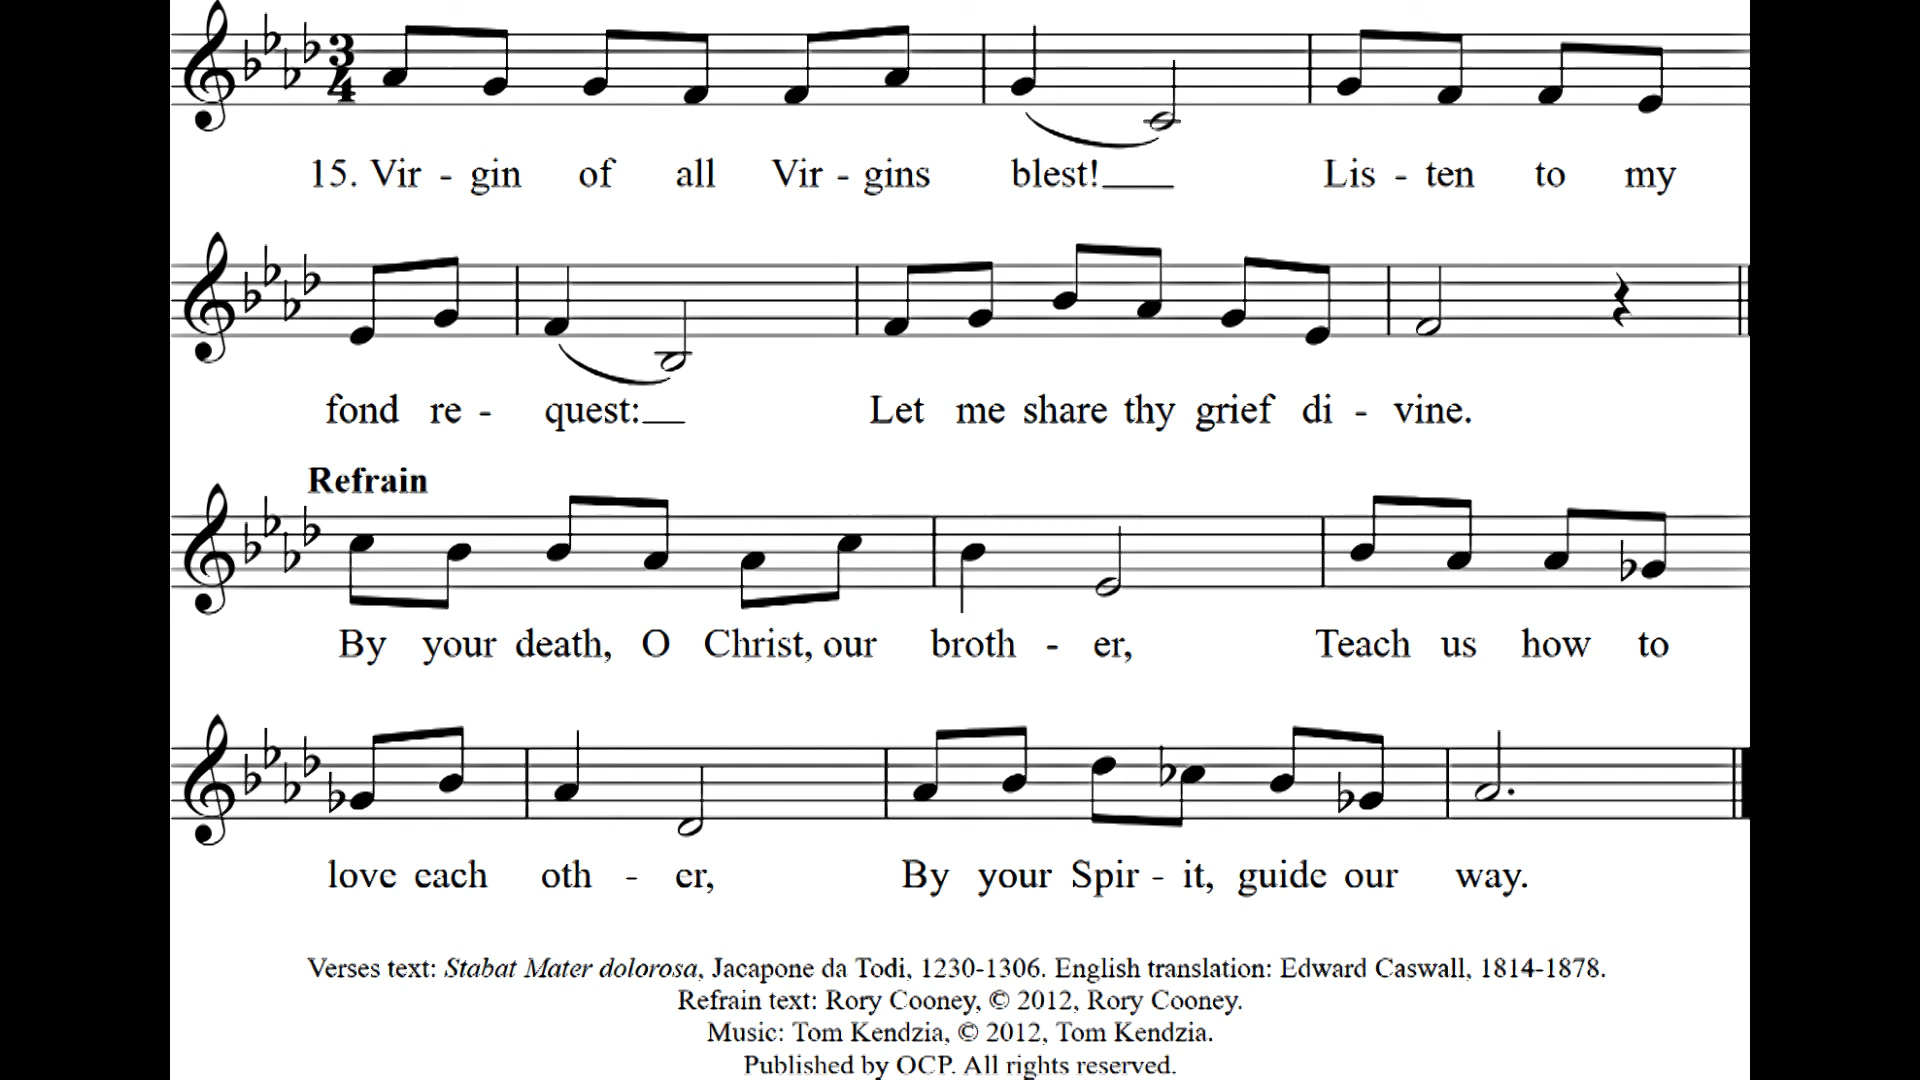 3
4
15. Vir - gin of all Vir - gins blest!___ Lis - ten to my
fond re - quest:___ Let me share thy grief di - vine.
Refrain
By your death, O Christ, our broth - er, Teach us how to
love each oth - er, By your Spir - it, guide our way.
Verses text: Stabat Mater dolorosa, Jacapone da Todi, 1230-1306. English translation: Edward Caswall, 1814-1878.
Refrain text: Rory Cooney, © 2012, Rory Cooney.
Music: Tom Kendzia, © 2012, Tom Kendzia.
Published by OCP. All rights reserved.